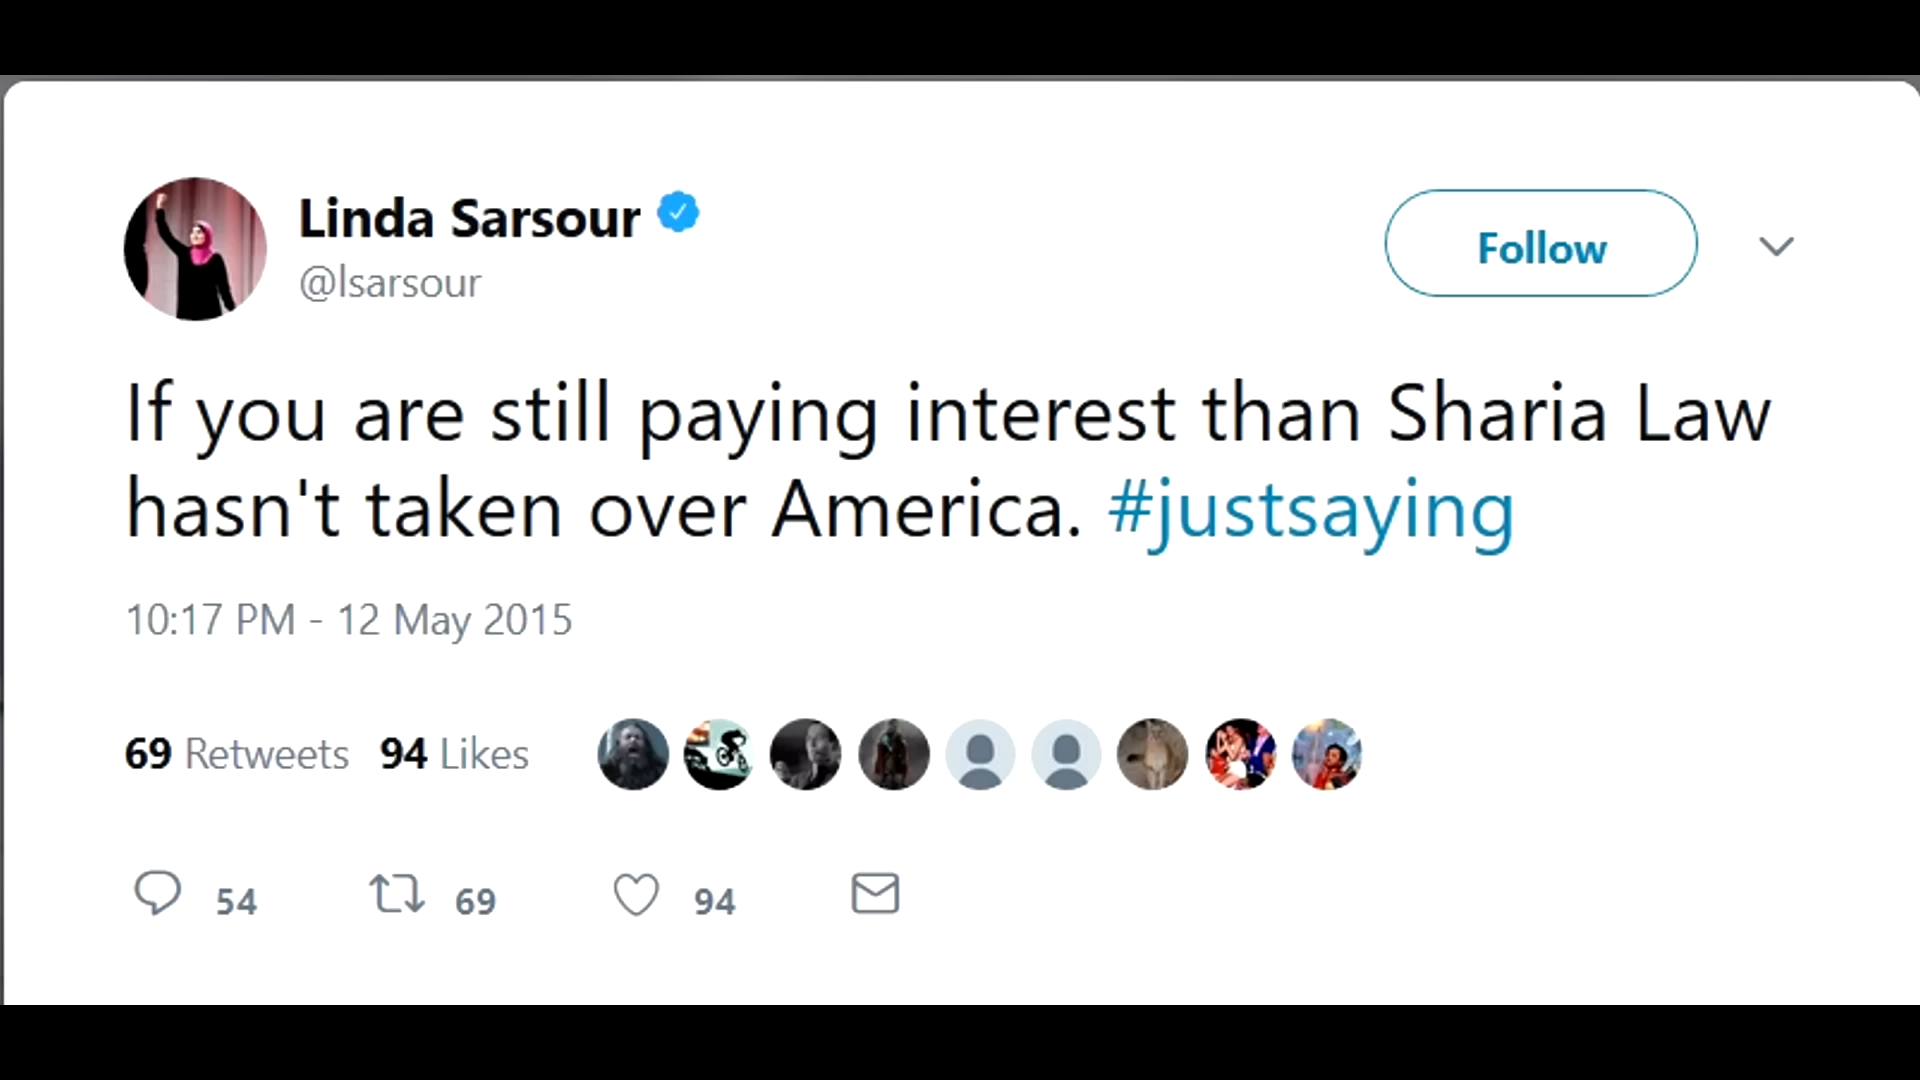 Linda Sarsour
@lsarsour
Follow
If you are still paying interest than Sharia Law
hasn't taken over America. #justsaying
10:17 PM - 12 May 2015
69 Retweets 94 Likes
54 69 94